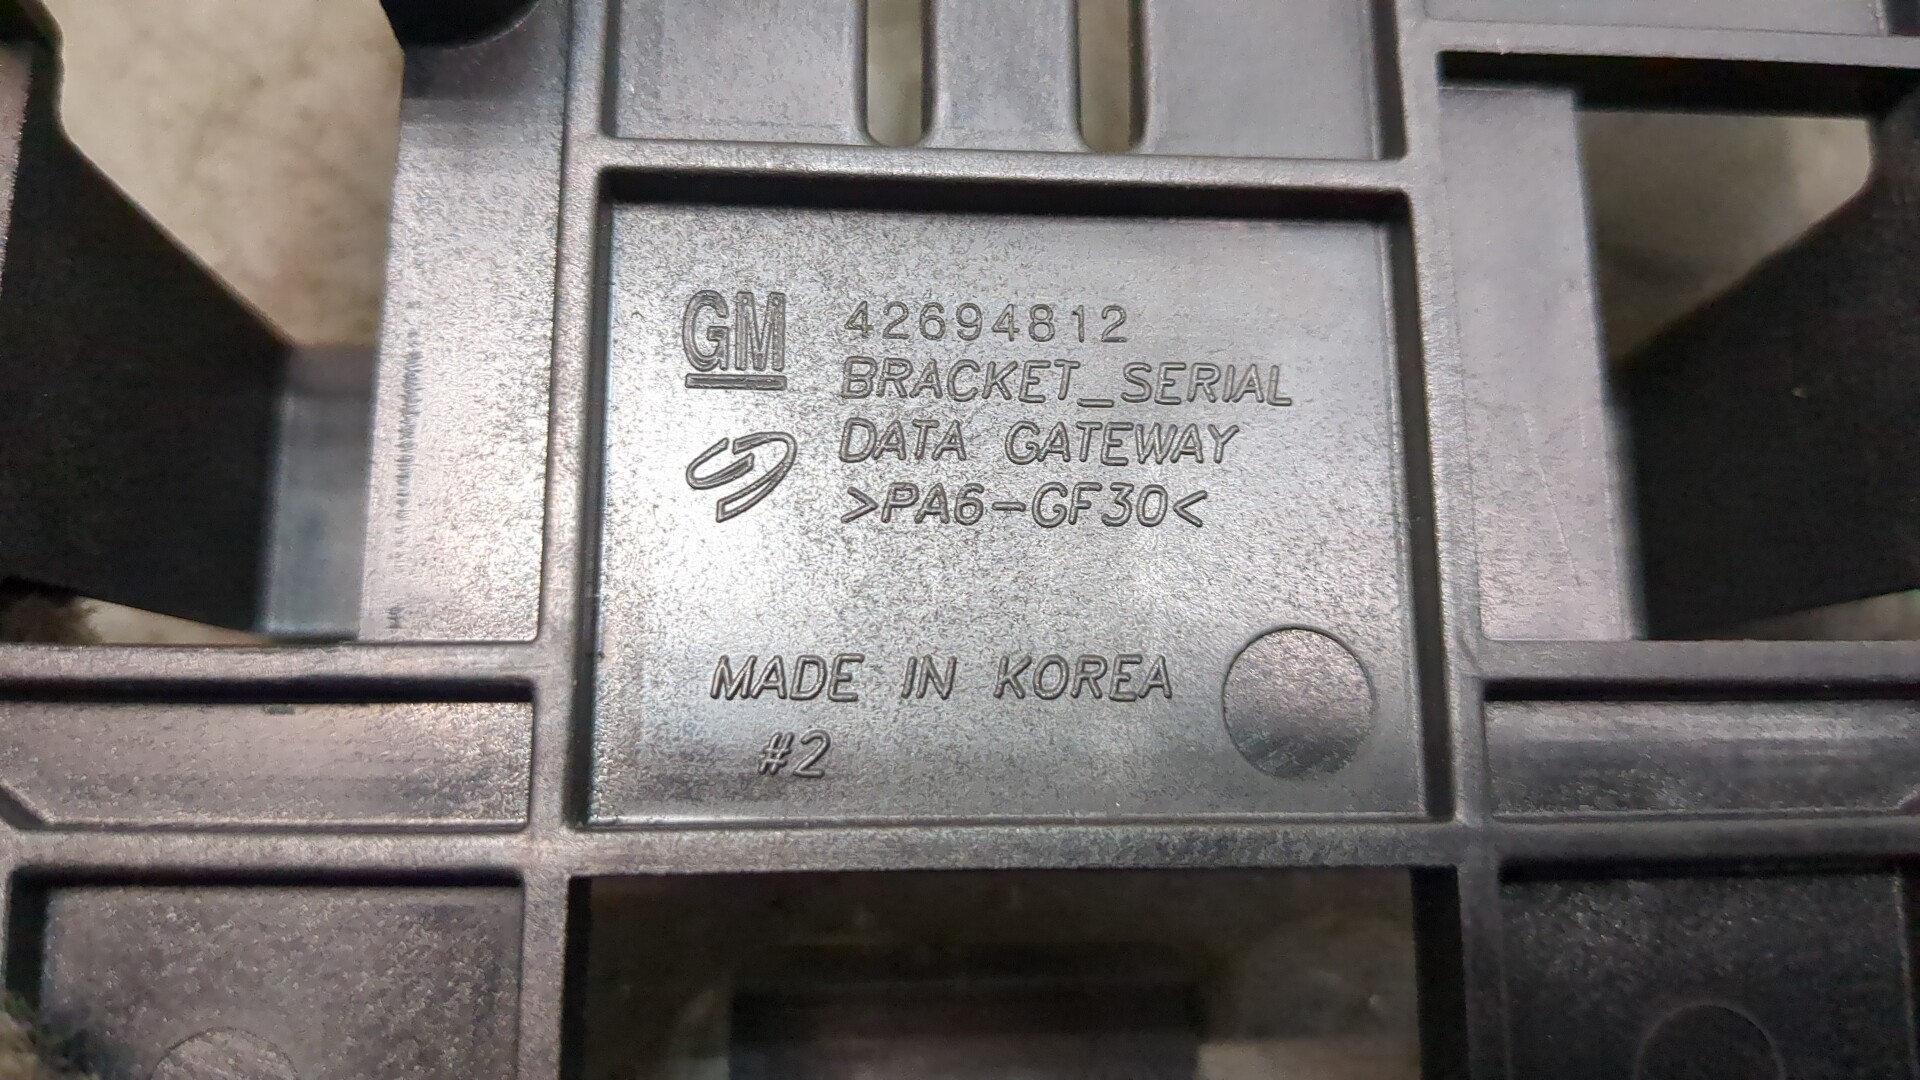 GM 42694812
BRACKET_SERIAL
DATA GATEWAY
>PA6-GF30<
MADE IN KOREA
#2